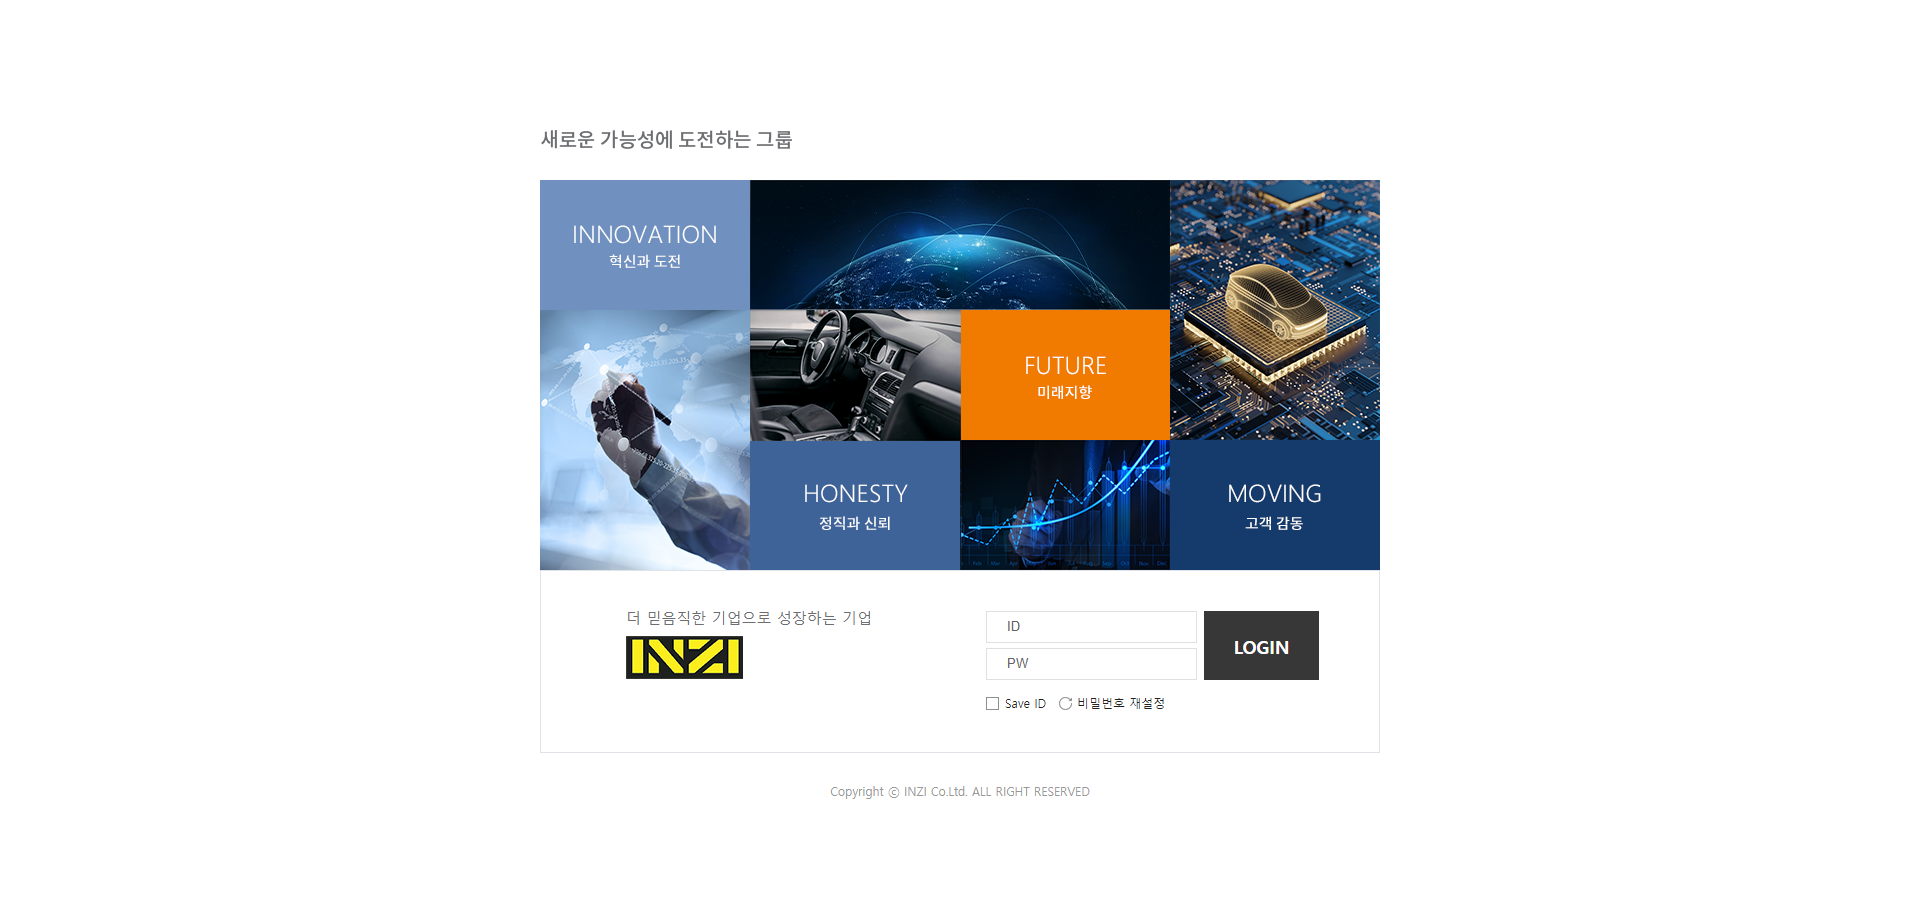 새로운 가능성에 도전하는 그룹
INNOVATION
혁신과 도전
FUTURE
미래지향
HONESTY
정직과 신뢰
MOVING
고객 감동
더 믿음직한 기업으로 성장하는 기업
INZI
ID
PW
LOGIN
Save ID
비밀번호 재설정
Copyright ⓒ INZI Co.Ltd. ALL RIGHT RESERVED